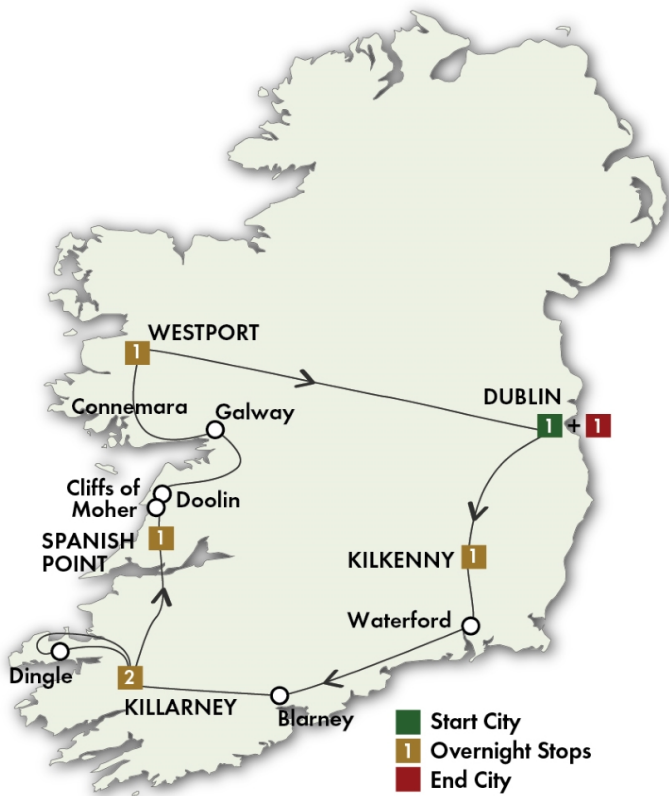 WESTPORT
1
Connemara
Galway
DUBLIN
1 + 1
Cliffs of
Moher
Doolin
SPANISH
POINT
1
KILKENNY
1
Waterford
Dingle
2
KILLARNEY
Blarney
Start City
1 Overnight Stops
End City